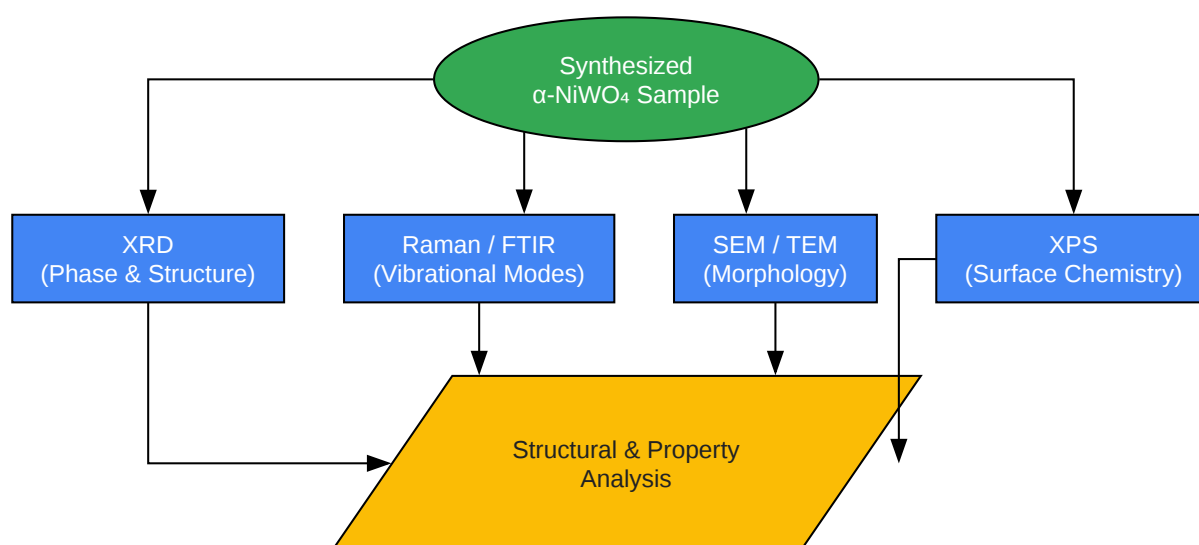 Synthesized
α-NiWO₄ Sample
XRD
(Phase & Structure)
Raman / FTIR
(Vibrational Modes)
SEM / TEM
(Morphology)
XPS
(Surface Chemistry)
Structural & Property
Analysis